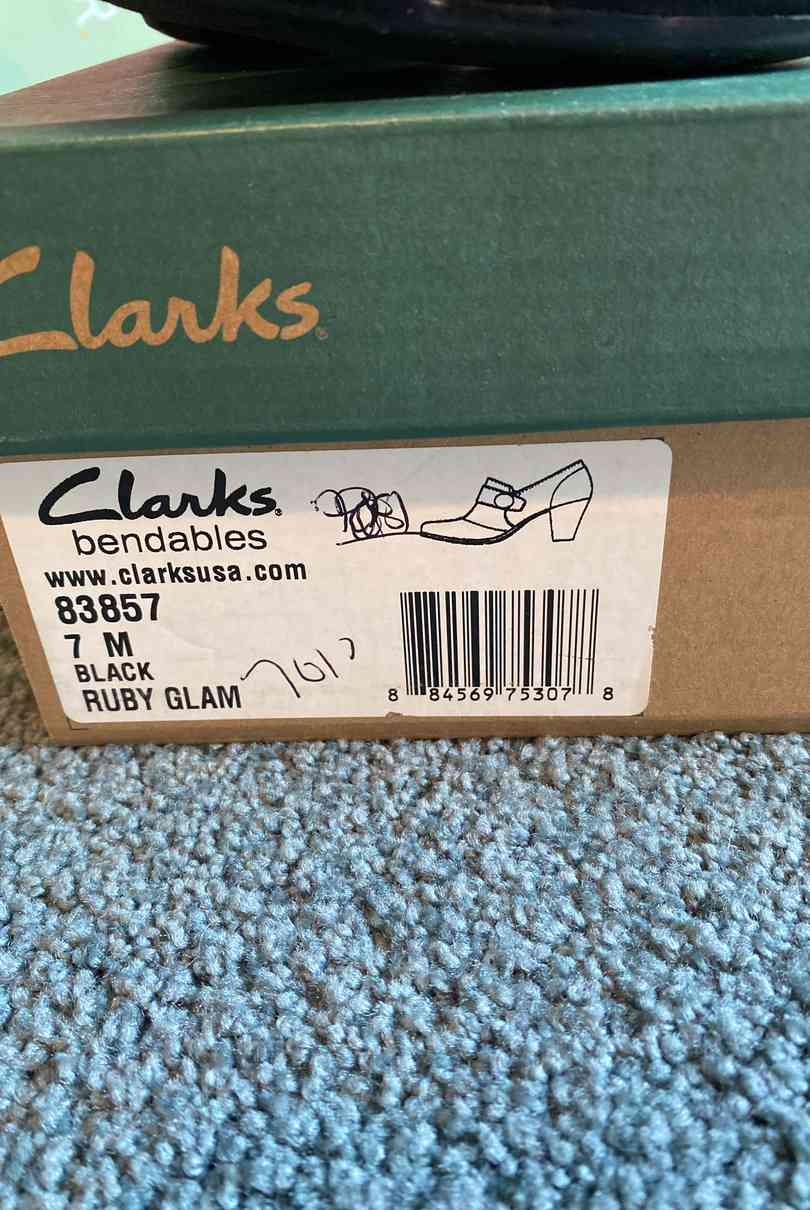 Clarks
Clarks
bendables
www.clarksusa.com
83857
7 M
BLACK
RUBY GLAM
8 84569 75307 8